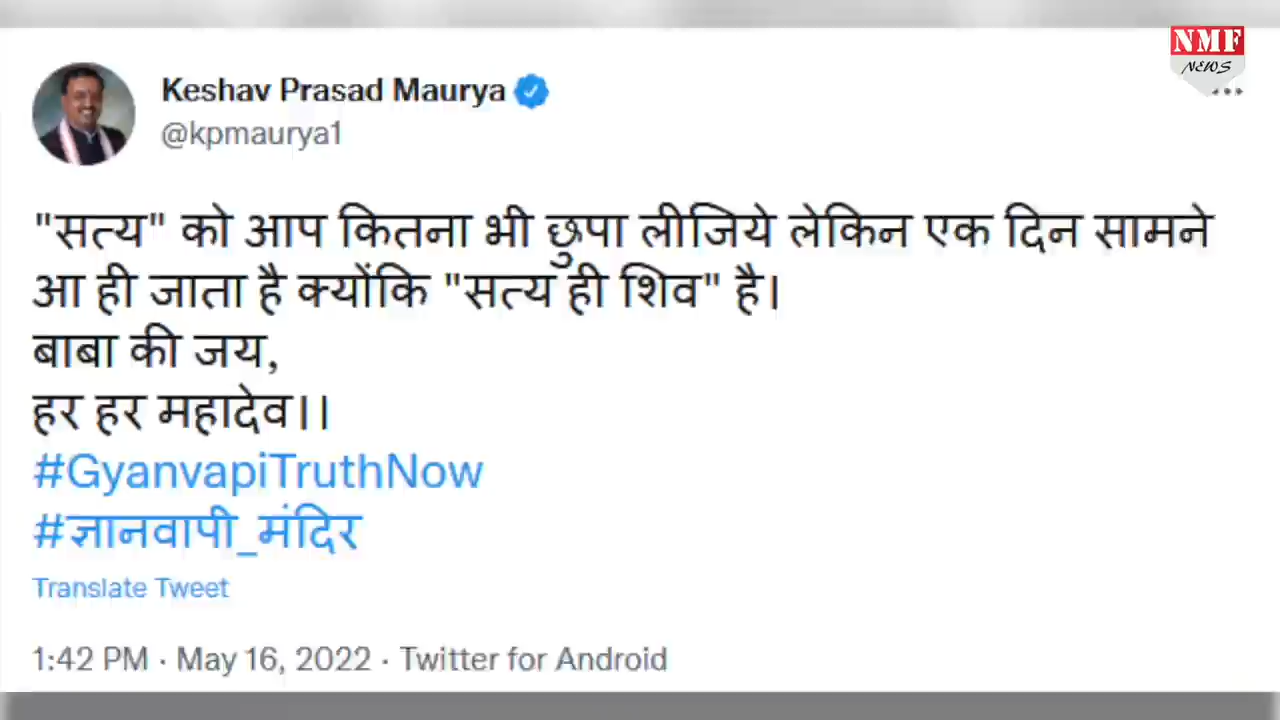 NMF
NEWS
Keshav Prasad Maurya
@kpmaurya1
"सत्य" को आप कितना भी छुपा लीजिये लेकिन एक दिन सामने
आ ही जाता है क्योंकि "सत्य ही शिव" है।
बाबा की जय,
हर हर महादेव।।
#GyanvapiTruthNow
#ज्ञानवापी_मंदिर
Translate Tweet
1:42 PM · May 16, 2022 · Twitter for Android